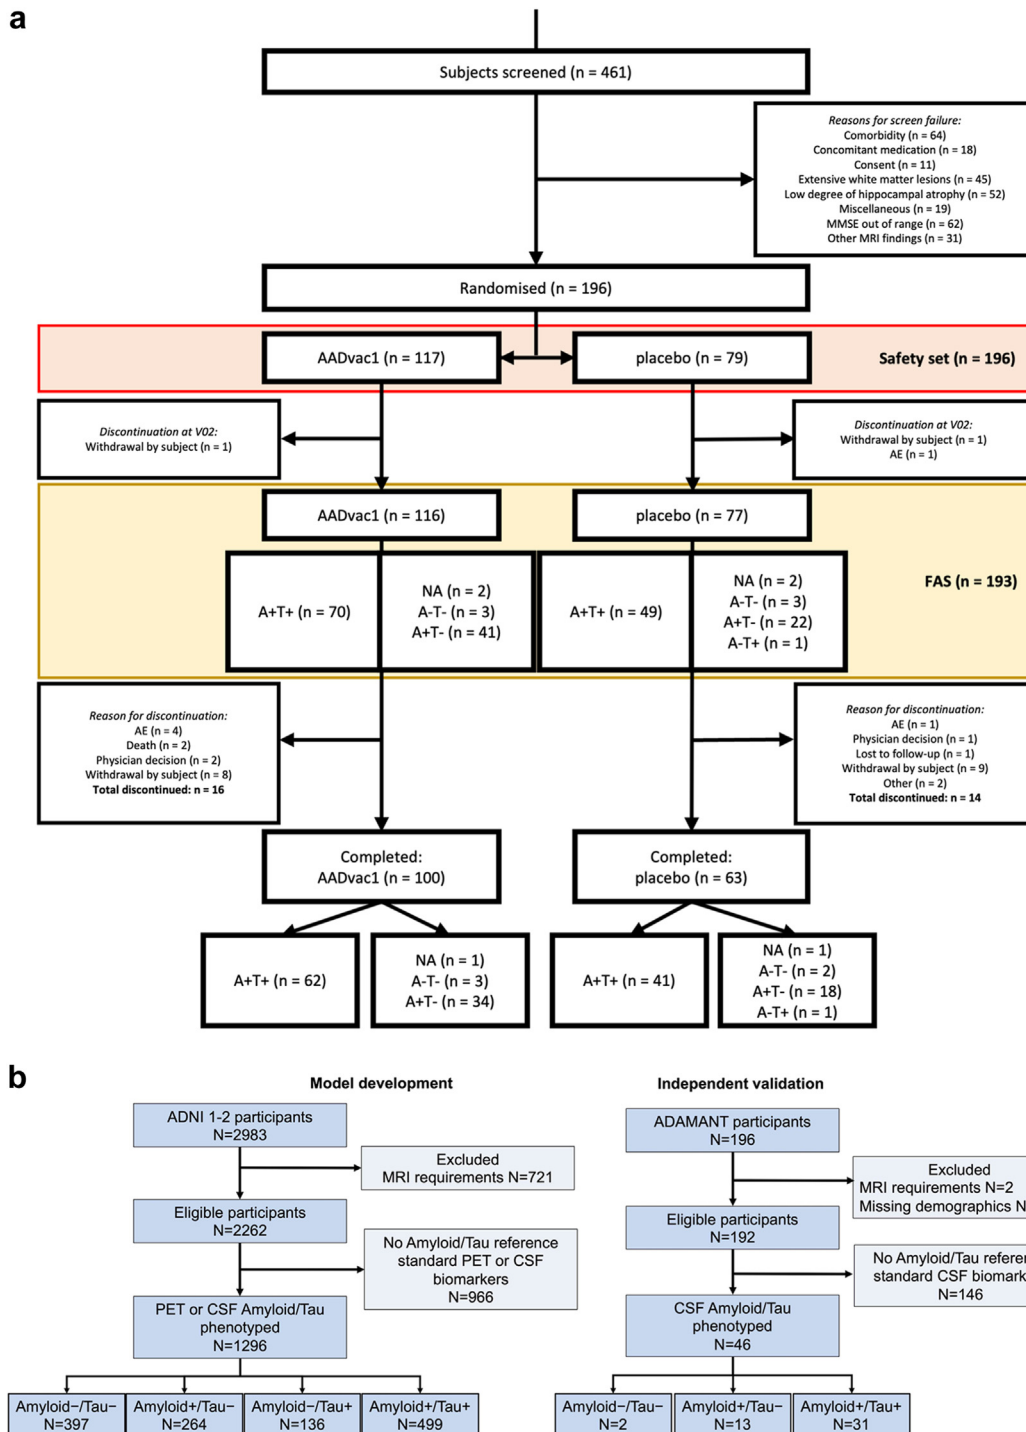 a
Subjects screened (n = 461)
Reasons for screen failure:
Comorbidity (n = 64)
Concomitant medication (n = 18)
Consent (n = 11)
Extensive white matter lesions (n = 45)
Low degree of hippocampal atrophy (n = 52)
Miscellaneous (n = 19)
MMSE out of range (n = 62)
Other MRI findings (n = 31)
Randomised (n = 196)
AADvac1 (n = 117)
placebo (n = 79)
Safety set (n = 196)
Discontinuation at V02:
Withdrawal by subject (n = 1)
Discontinuation at V02:
Withdrawal by subject (n = 1)
AE (n = 1)
AADvac1 (n = 116)
placebo (n = 77)
FAS (n = 193)
A+T+ (n = 70)
NA (n = 2)
A-T- (n = 3)
A+T- (n = 41)
A+T+ (n = 49)
NA (n = 2)
A-T- (n = 3)
A+T- (n = 22)
A-T+ (n = 1)
Reason for discontinuation:
AE (n = 4)
Death (n = 2)
Physician decision (n = 2)
Withdrawal by subject (n = 8)
Total discontinued: n = 16
Reason for discontinuation:
AE (n = 1)
Physician decision (n = 1)
Lost to follow-up (n = 1)
Withdrawal by subject (n = 9)
Other (n = 2)
Total discontinued: n = 14
Completed:
AADvac1 (n = 100)
Completed:
placebo (n = 63)
A+T+ (n = 62)
NA (n = 1)
A-T- (n = 3)
A+T- (n = 34)
A+T+ (n = 41)
NA (n = 1)
A-T- (n = 2)
A+T- (n = 18)
A-T+ (n = 1)
b
Model development
ADNI 1-2 participants
N=2983
Excluded
MRI requirements N=721
Eligible participants
N=2262
No Amyloid/Tau reference
standard PET or CSF
biomarkers
N=966
PET or CSF Amyloid/Tau
phenotyped
N=1296
Amyloid−/Tau−
N=397
Amyloid+/Tau−
N=264
Amyloid−/Tau+
N=136
Amyloid+/Tau+
N=499
Independent validation
ADAMANT participants
N=196
Excluded
MRI requirements N=2
Missing demographics N
Eligible participants
N=192
No Amyloid/Tau refere
standard CSF biomark
N=146
CSF Amyloid/Tau
phenotyped
N=46
Amyloid−/Tau−
N=2
Amyloid+/Tau−
N=13
Amyloid+/Tau+
N=31